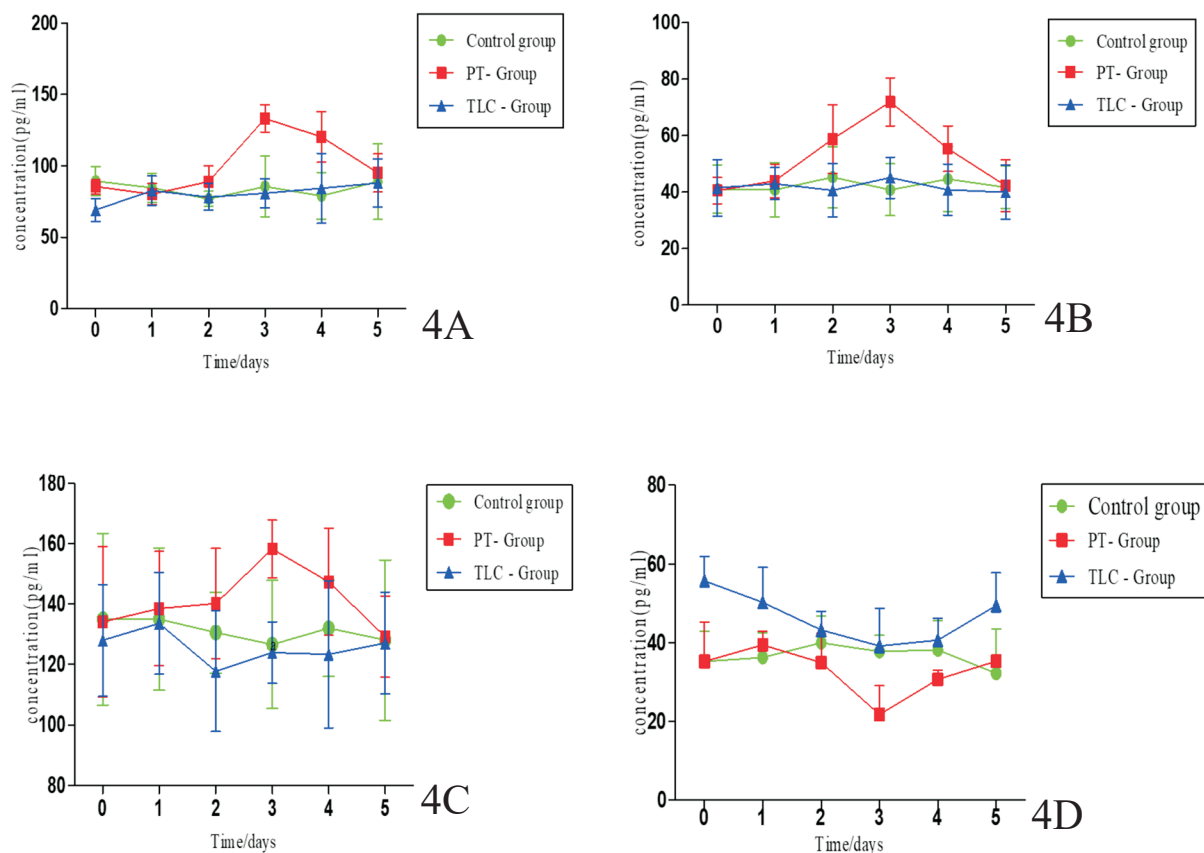 200
150
100
50
0
concentration(pg/ml)
0 1 2 3 4 5
Time/days
Control group
PT- Group
TLC - Group
4A
100
80
60
40
20
0
concentration(pg/ml)
0 1 2 3 4 5
Time/days
Control group
PT- Group
TLC - Group
4B
180
160
140
120
100
80
concentration(pg/ml)
0 1 2 3 4 5
Time/days
Control group
PT- Group
TLC - Group
4C
80
60
40
20
0
concentration(pg/ml)
0 1 2 3 4 5
Time/days
Control group
PT- Group
TLC - Group
4D